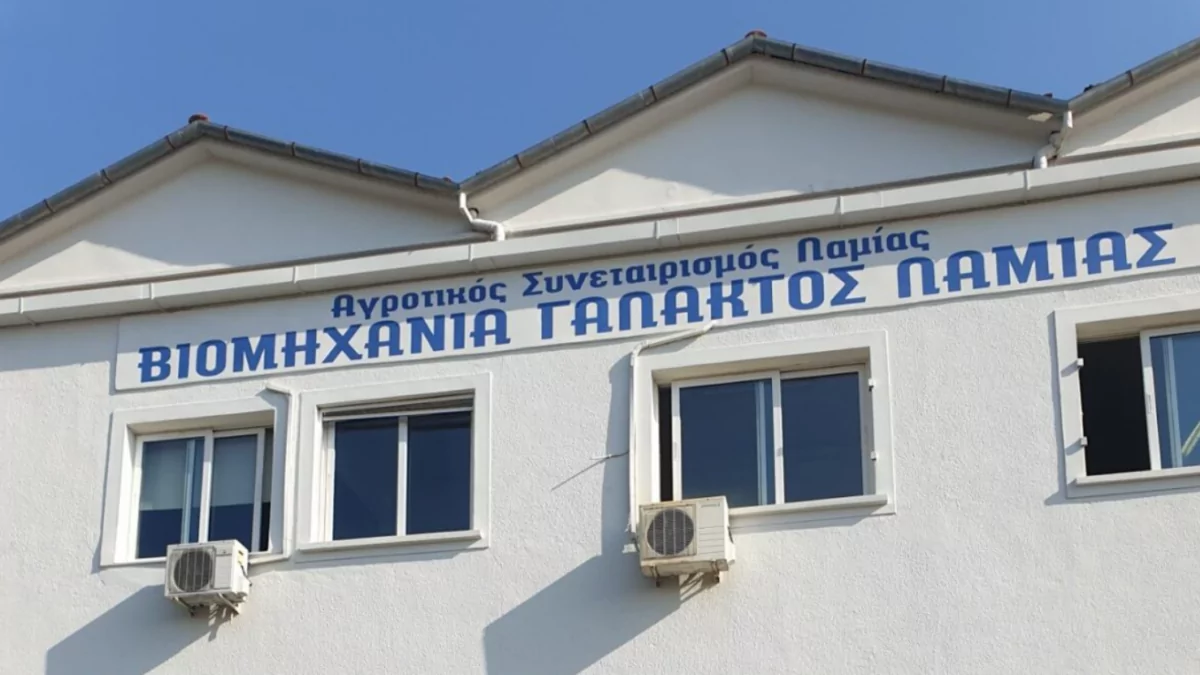 Αγροτικός Συνεταιρισμός Λαμίας
ΒΙΟΜΗΧΑΝΙΑ ΓΑΛΑΚΤΟΣ ΛΑΜΙΑΣ